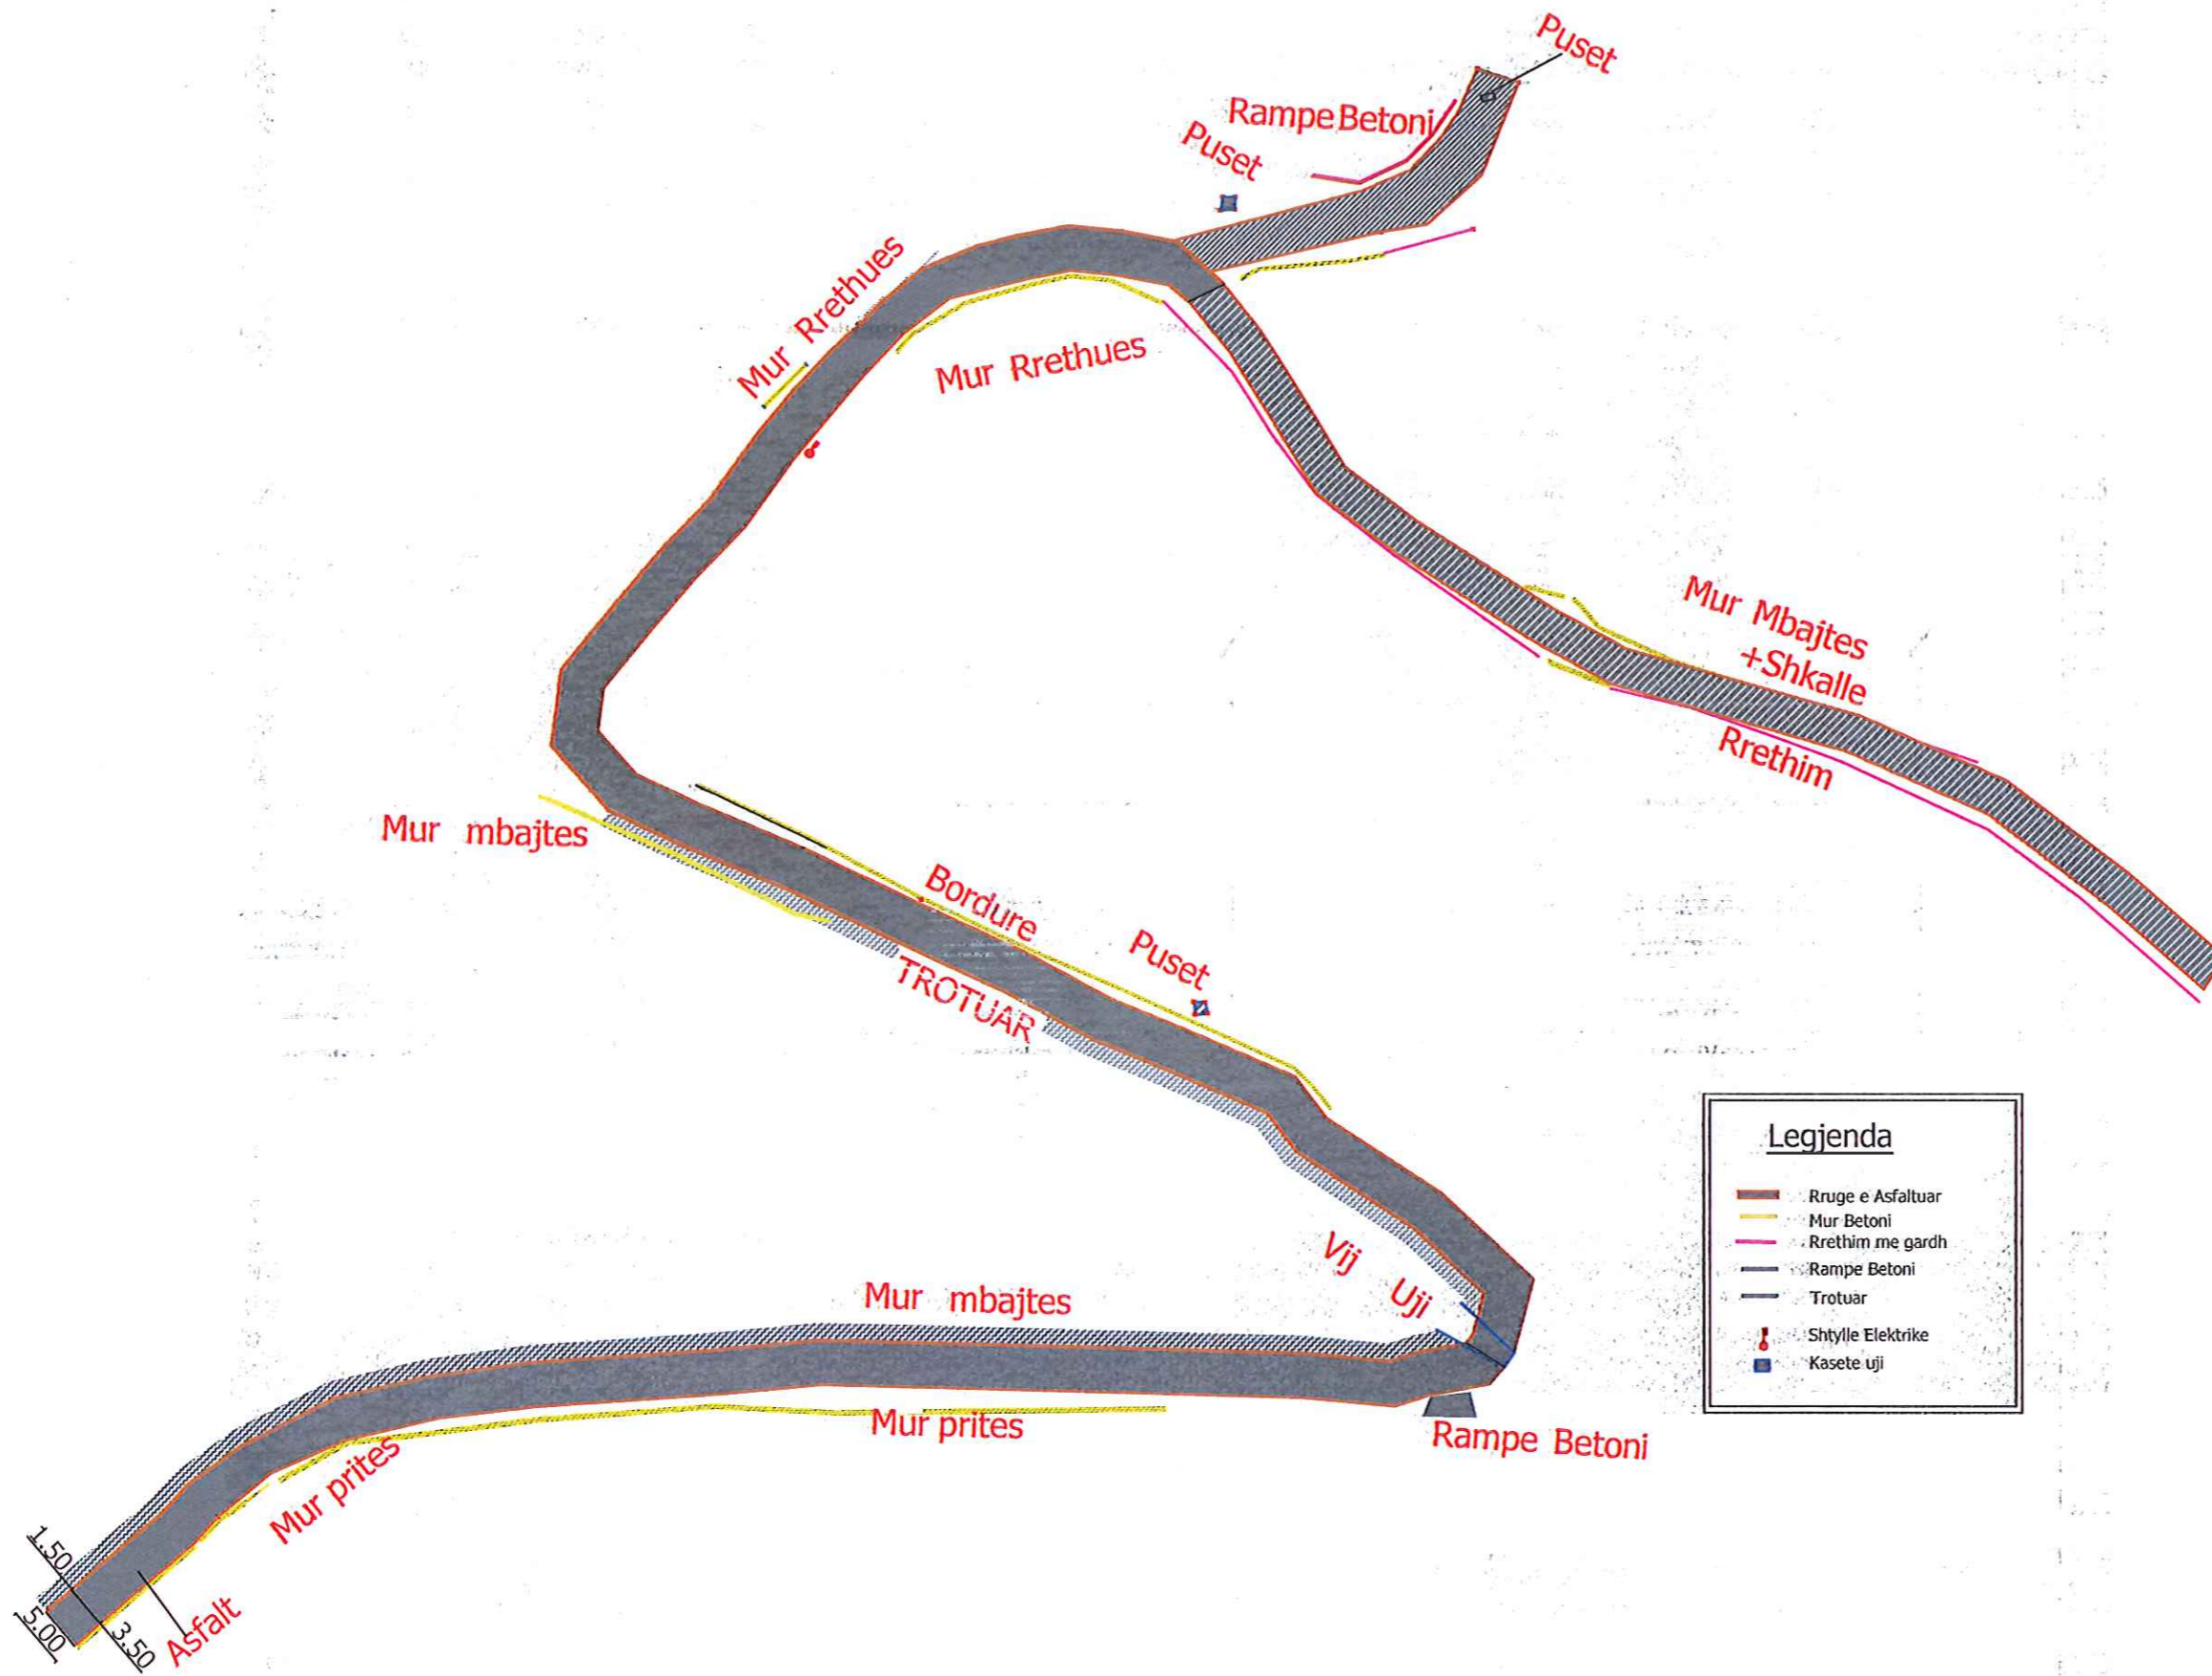 Puset
Rampe Betoni
Puset
Mur Rrethues
Mur Rrethues
Mur Mbajtes
+Shkalle
Rrethim
Mur mbajtes
Bordure
Puset
TROTUAR
Vij Uji
Mur mbajtes
Mur prites
Rampe Betoni
Mur prites
1.50
5.00
3.50
Asfalt
Legjenda
Rruge e Asfaltuar
Mur Betoni
Rrethim me gardh
Rampe Betoni
Trotuar
Shtylle Elektrike
Kasete uji